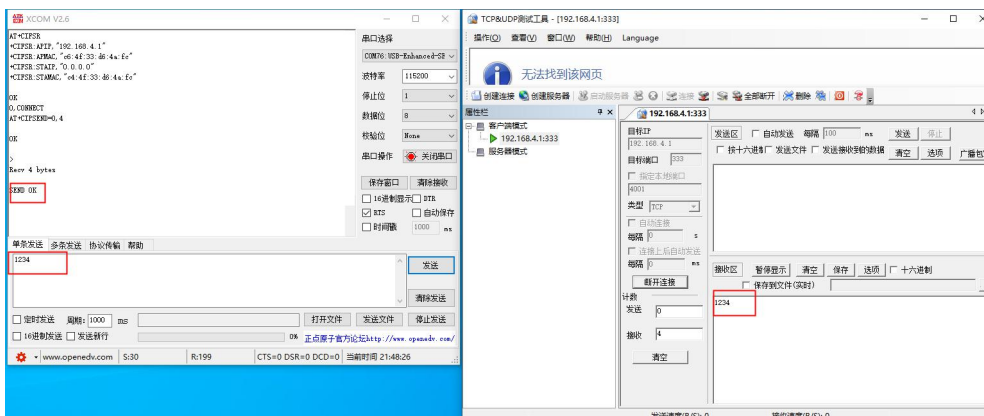 XCOM V2.6
AT+CIFSR
+CIFSR:APIP,"192.168.4.1"
+CIFSR:APMAC,"e6:4f:33:d6:4a:fc"
+CIFSR:STAIP,"0.0.0.0"
+CIFSR:STAMAC,"e4:4f:33:d6:4a:fc"
OK
0,CONNECT
AT+CIPSEND=0,4
OK
>
Recv 4 bytes
SEND OK
串口选择
COM76:USB-Enhanced-SE
波特率 115200
停止位 1
数据位 8
校验位 None
串口操作 关闭串口
保存窗口 清除接收
16进制显示 DTR
RTS 自动保存
时间戳 1000 ms
单条发送 多条发送 协议传输 帮助
1234
发送
清除发送
定时发送 周期: 1000 ms 打开文件 发送文件 停止发送
16进制发送 发送新行 0% 正点原子官方论坛http://www.openedv.com/
www.openedv.com S:30 R:199 CTS=0 DSR=0 DCD=0 当前时间 21:48:26
TCP&UDP测试工具 - [192.168.4.1:333]
操作(O) 查看(V) 窗口(W) 帮助(H) Language
无法找到该网页
创建连接 创建服务器 启动服务器 连接 全部断开 删除
属性栏
客户端模式
192.168.4.1:333
服务器模式
192.168.4.1:333
目标IP
192.168.4.1
目标端口 333
指定本地端口
4001
类型 TCP
自动连接
每隔 0 s
连接上后自动发送
每隔 0 ms
断开连接
计数
发送 0
接收 4
清空
发送区 自动发送 每隔 100 ms 发送 停止
按十六进制 发送文件 发送接收到的数据 清空 选项 广播包
接收区 暂停显示 清空 保存 选项 十六进制
保存到文件(实时)
1234
发送速度(B/S): 0 接收速度(B/S): 0